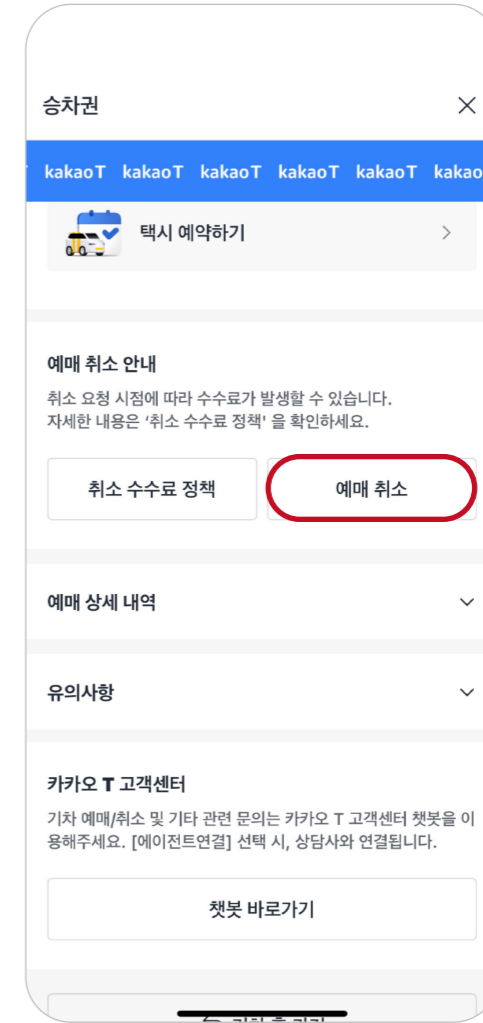 승차권
kakaoT kakaoT kakaoT kakaoT kakaoT kakao
택시 예약하기
예매 취소 안내
취소 요청 시점에 따라 수수료가 발생할 수 있습니다.
자세한 내용은 ‘취소 수수료 정책' 을 확인하세요.
취소 수수료 정책 예매 취소
예매 상세 내역
유의사항
카카오 T 고객센터
기차 예매/취소 및 기타 관련 문의는 카카오 T 고객센터 챗봇을 이
용해주세요. [에이전트연결] 선택 시, 상담사와 연결됩니다.
챗봇 바로가기